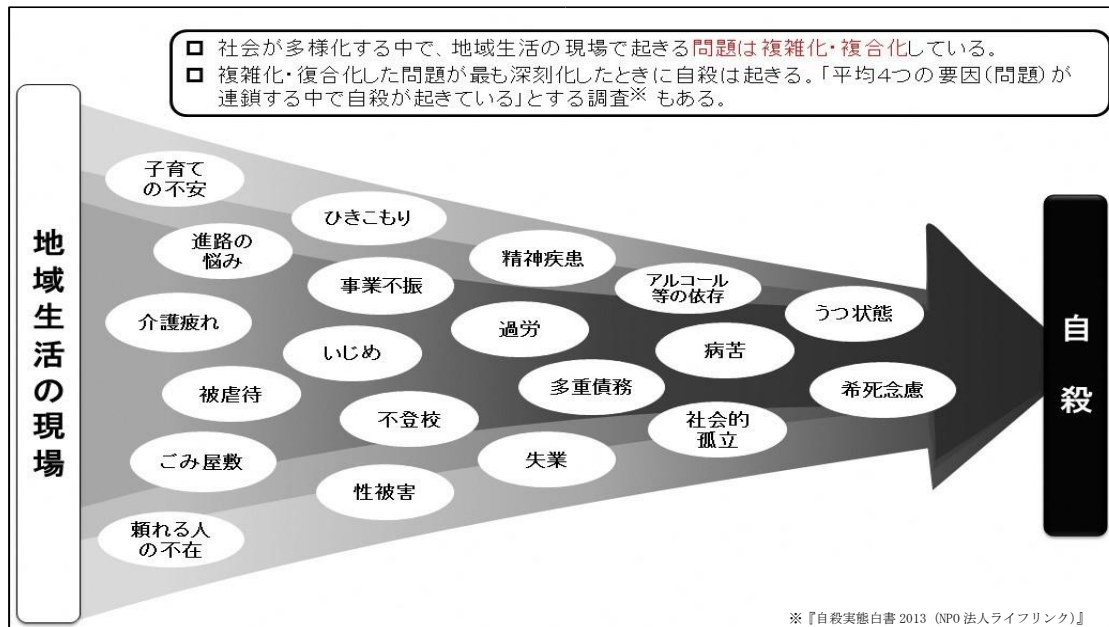 □ 社会が多様化する中で、地域生活の現場で起きる問題は複雑化・複合化している。
□ 複雑化・復合化した問題が最も深刻化したときに自殺は起きる。「平均4つの要因(問題)が
連鎖する中で自殺が起きている」とする調査※ もある。
地域生活の現場
子育て
の不安
ひきこもり
進路の
悩み
精神疾患
事業不振
アルコール
等の依存
うつ状態
介護疲れ
過労
いじめ
病苦
被虐待
多重債務
希死念慮
不登校
社会的
孤立
ごみ屋敷
失業
性被害
頼れる人
の不在
自殺
※『自殺実態白書 2013（NPO 法人ライフリンク）』